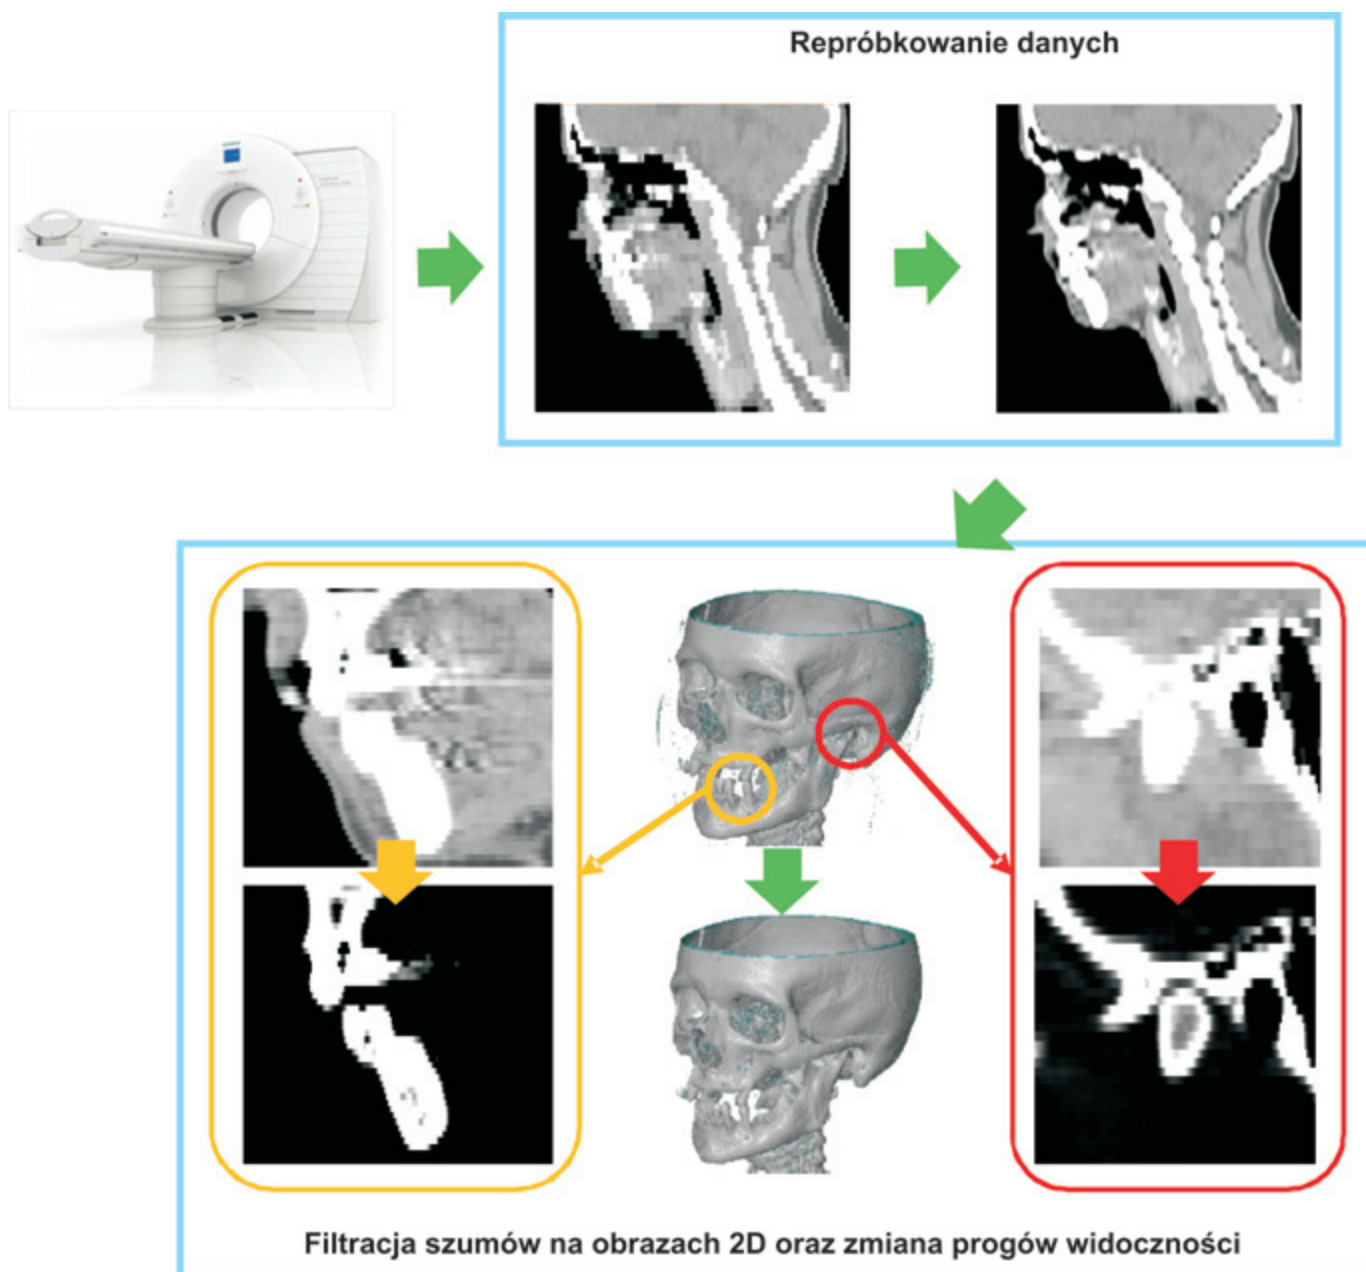 Repróbkowanie danych
Filtracja szumów na obrazach 2D oraz zmiana progów widoczności